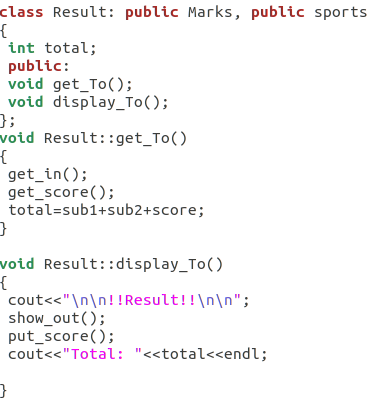 class Result: public Marks, public sports
{
 int total;
 public:
 void get_To();
 void display_To();
};
void Result::get_To()
{
 get_in();
 get_score();
 total=sub1+sub2+score;
}

void Result::display_To()
{
 cout<<"\n\n!!Result!!\n\n";
 show_out();
 put_score();
 cout<<"Total: "<<total<<endl;

}